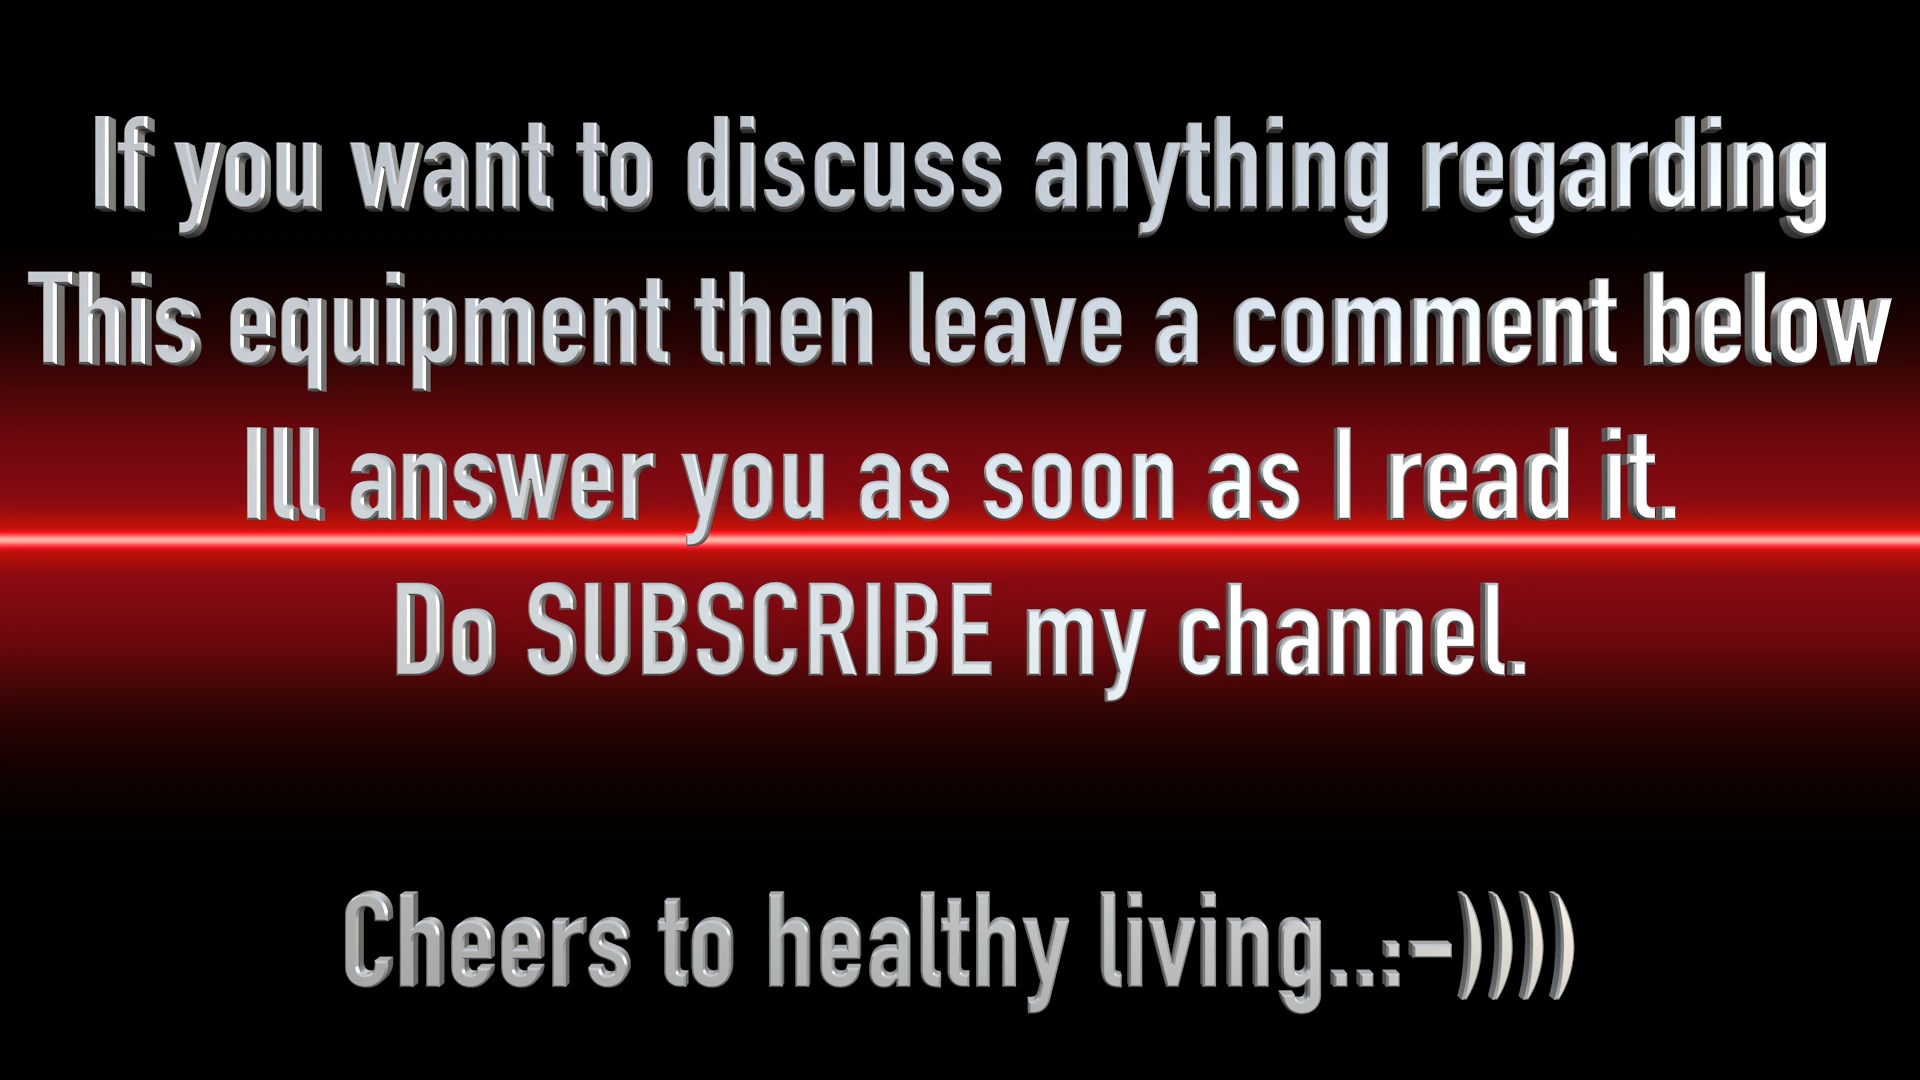 If you want to discuss anything regarding
This equipment then leave a comment below
Ill answer you as soon as I read it.
Do SUBSCRIBE my channel.
Cheers to healthy living..:-))))